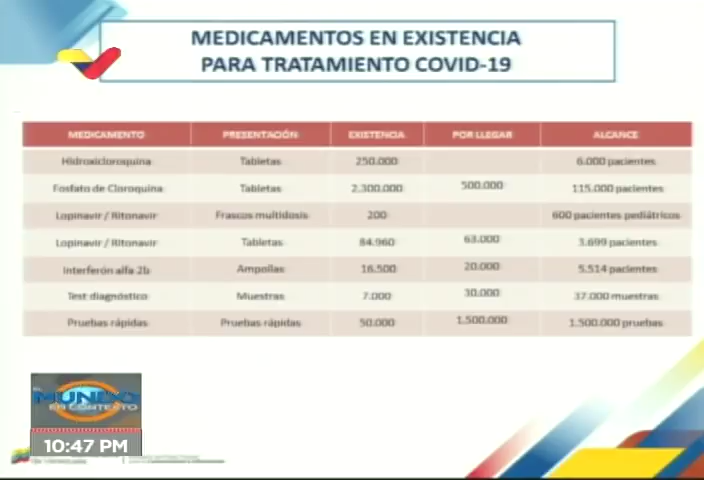 MEDICAMENTOS EN EXISTENCIA
PARA TRATAMIENTO COVID-19
MEDICAMENTO PRESENTACIÓN EXISTENCIA POR LLEGAR ALCANCE
Hidroxicloroquina Tabletas 250.000 6.000 pacientes
Fosfato de Cloroquina Tabletas 2.300.000 500.000 115.000 pacientes
Lopinavir / Ritonavir Frascos multidosis 200 600 pacientes pediátricos
Lopinavir / Ritonavir Tabletas 84.960 63.000 3.699 pacientes
Interferón alfa 2b Ampollas 16.500 20.000 5.514 pacientes
Test diagnóstico Muestras 7.000 30.000 37.000 muestras
Pruebas rápidas Pruebas rápidas 50.000 1.500.000 1.500.000 pruebas
EL
MUNDO
EN CONTEXTO
10:47 PM